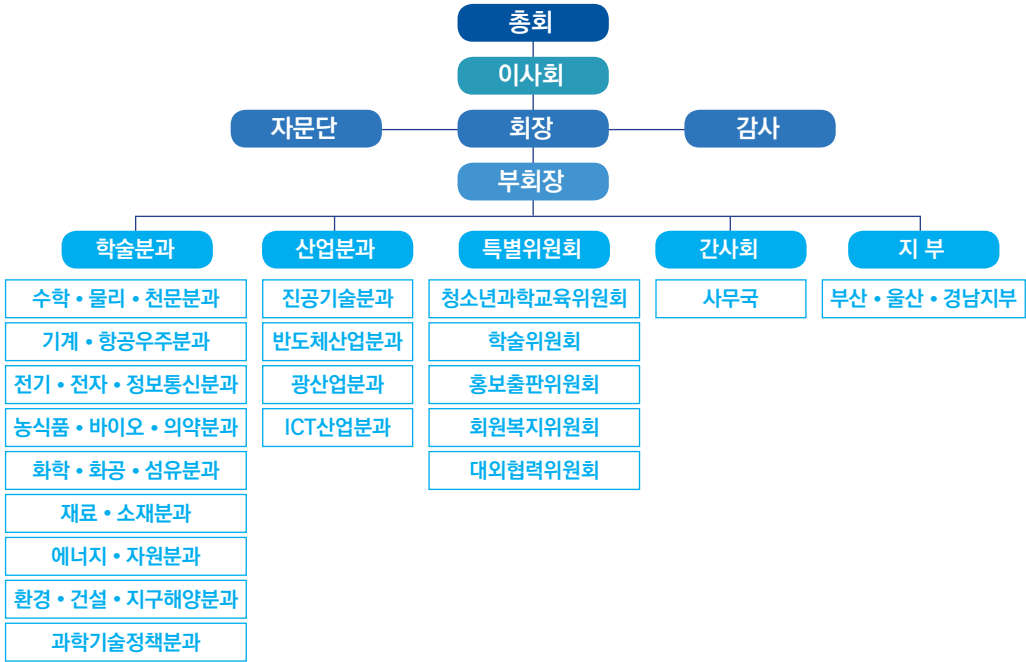 총회
이사회
자문단
회장
감사
부회장
학술분과
산업분과
특별위원회
간사회
지 부
수학 • 물리 • 천문분과
기계 • 항공우주분과
전기 • 전자 • 정보통신분과
농식품 • 바이오 • 의약분과
화학 • 화공 • 섬유분과
재료 • 소재분과
에너지 • 자원분과
환경 • 건설 • 지구해양분과
과학기술정책분과
진공기술분과
반도체산업분과
광산업분과
ICT산업분과
청소년과학교육위원회
학술위원회
홍보출판위원회
회원복지위원회
대외협력위원회
사무국
부산 • 울산 • 경남지부